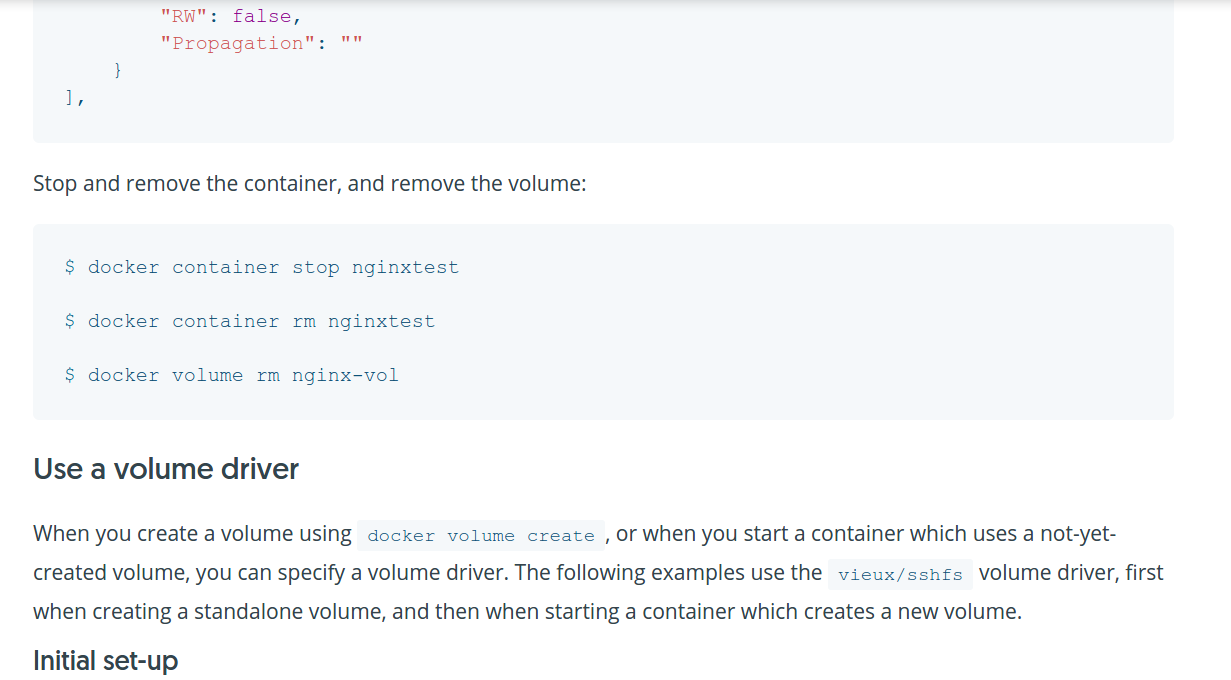 "RW": false,
"Propagation": ""
}
],
Stop and remove the container, and remove the volume:
$ docker container stop nginxtest
$ docker container rm nginxtest
$ docker volume rm nginx-vol
Use a volume driver
When you create a volume using docker volume create , or when you start a container which uses a not-yet-
created volume, you can specify a volume driver. The following examples use the vieux/sshfs volume driver, first
when creating a standalone volume, and then when starting a container which creates a new volume.
Initial set-up